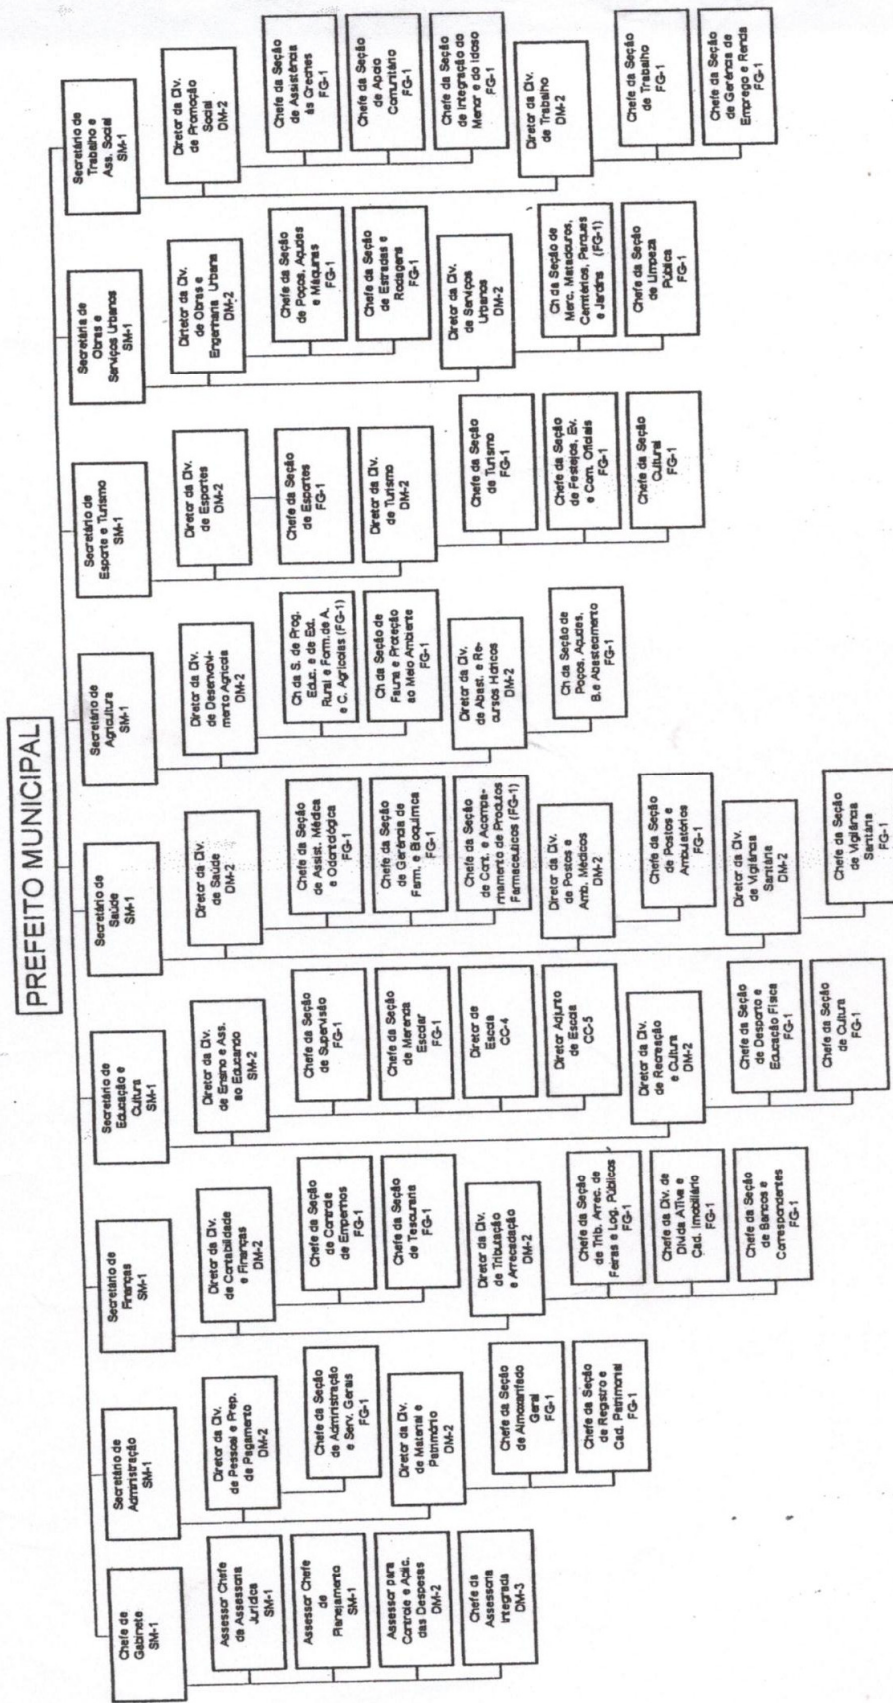 PREFEITO MUNICIPAL
Chefe de
Gabinete
SM-1
Assessor Chefe
da Assessoria
Jurídica
SM-1
Assessor Chefe
de
Planejamento
SM-1
Assessor para
Controle e Aplic.
das Despesas
DM-2
Chefe da
Assessoria
Integrada
DM-3
Secretário de
Administração
SM-1
Diretor da Div.
de Pessoal e Prep.
de Pagamento
DM-2
Chefe da Seção
de Administração
e Serv. Gerais
FG-1
Diretor da Div.
de Material e
Patrimônio
DM-2
Chefe da Seção
de Almoxarifado
Geral
FG-1
Chefe da Seção
de Registro e
Cad. Patrimonial
FG-1
Secretário de
Finanças
SM-1
Diretor da Div.
de Contabilidade
e Finanças
DM-2
Chefe da Seção
de Controle
de Empenhos
FG-1
Chefe da Seção
de Tesouraria
FG-1
Diretor da Div.
de Tributação
e Arrecadação
DM-2
Chefe da Seção
de Trib. Arrec. de
Feiras e Log. Públicos
FG-1
Chefe da Div. de
Dívida ATiva e
Cad. Imobiliário
FG-1
Chefe da Seção
de Bancos e
Correspondentes
FG-1
Secretário de
Educação e
Cultura
SM-1
Diretor da Div.
de Ensino e Ass.
ao Educando
SM-2
Chefe da Seção
de Supervisão
FG-1
Chefe da Seção
de Merenda
Escolar
FG-1
Diretor de
Escola
CC-4
Diretor Adjunto
de Escola
CC-5
Diretor da Div.
de Recreação
e Cultura
DM-2
Chefe da Seção
de Desporto e
Educação Física
FG-1
Chefe da Seção
de Cultura
FG-1
Secretário de
Saúde
SM-1
Diretor da Div.
de Saúde
DM-2
Chefe da Seção
de Assist. Médica
e Odontológica
FG-1
Chefe da Seção
de Gerência de
Farm. e Bioquímica
FG-1
Chefe da Seção
de Cont. e Acompa-
nhamento de Produtos
Farmaceuticos (FG-1)
Diretor da Div.
de Postos e
Amb. Médicos
DM-2
Chefe da Seção
de Postos e
Ambulatórios
FG-1
Diretor da Div.
de Vigilância
Sanitária
DM-2
Chefe da Seção
de Vigilância
Sanitária
FG-1
Secretário de
Agricultura
SM-1
Diretor da Div.
de Desenvolvi-
mento Agrícola
DM-2
Ch da S. de Prog.
Educ. e de Ext.
Rural e Form. de A.
e C. Agrícolas (FG-1)
Ch da Seção de
Fauna e Proteção
ao Meio Ambiente
FG-1
Diretor da Div.
de Abast. e Re-
cursos Hídricos
DM-2
Ch da Seção de
Poços, Açudes,
B. e Abastecimento
FG-1
Secretário de
Esporte e Turismo
SM-1
Diretor da Div.
de Esportes
DM-2
Chefe da Seção
de Esportes
FG-1
Diretor da Div.
de Turismo
DM-2
Chefe da Seção
de Turismo
FG-1
Chefe da Seção
de Festejos, Ev.
e Com. Oficiais
FG-1
Chefe da Seção
Cultural
FG-1
Secretária de
Obras e
Serviços Urbanos
SM-1
Dirtetor da Div.
de Obras e
Engenharia Urbana
DM-2
Chefe da Seção
de Poços, Açudes
e Máquinas
FG-1
Chefe da Seção
de Estradas e
Rodagens
FG-1
Diretor da Div.
de Serviços
Urbanos
DM-2
Ch da Seção de
Merc, Matadouros,
Cemitérios, Parques
e Jardins (FG-1)
Chefe da Seção
de Limpeza
Pública
FG-1
Secretário de
Trabalho e
Ass. Social
SM-1
Diretor da Div.
de Promoção
Social
DM-2
Chefe da Seção
de Assistência
ás Creches
FG-1
Chefe da Seção
de Apoio
Comunitário
FG-1
Chefe da Seção
de Integração do
Menor e do Idoso
FG-1
Diretor da Div.
de Trabalho
DM-2
Chefe da Seção
de Trabalho
FG-1
Chefe da Seção
de Gerência de
Emprego e Renda
FG-1